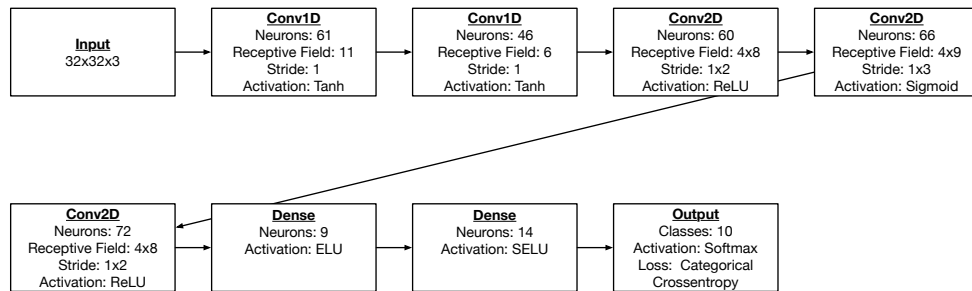 Input
32x32x3
Conv1D
Neurons: 61
Receptive Field: 11
Stride: 1
Activation: Tanh
Conv1D
Neurons: 46
Receptive Field: 6
Stride: 1
Activation: Tanh
Conv2D
Neurons: 60
Receptive Field: 4x8
Stride: 1x2
Activation: ReLU
Conv2D
Neurons: 66
Receptive Field: 4x9
Stride: 1x3
Activation: Sigmoid
Conv2D
Neurons: 72
Receptive Field: 4x8
Stride: 1x2
Activation: ReLU
Dense
Neurons: 9
Activation: ELU
Dense
Neurons: 14
Activation: SELU
Output
Classes: 10
Activation: Softmax
Loss: Categorical
Crossentropy